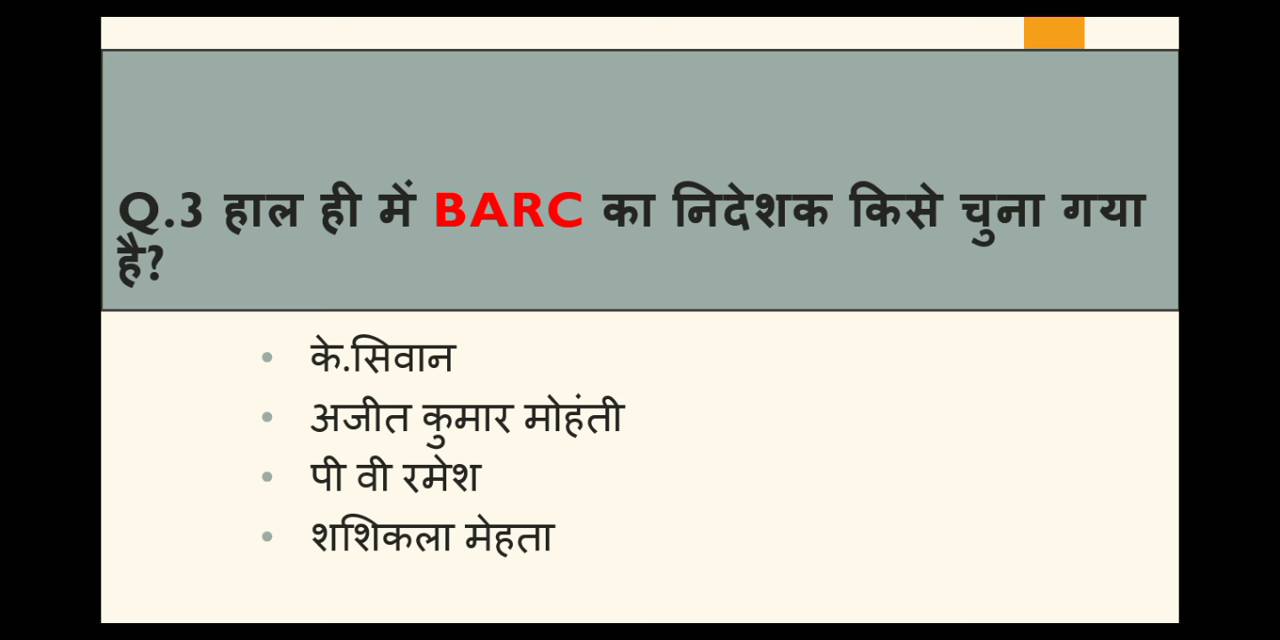 Q.3 हाल ही में BARC का निदेशक किसे चुना गया
है?
• के.सिवान
• अजीत कुमार मोहंती
• पी वी रमेश
• शशिकला मेहता